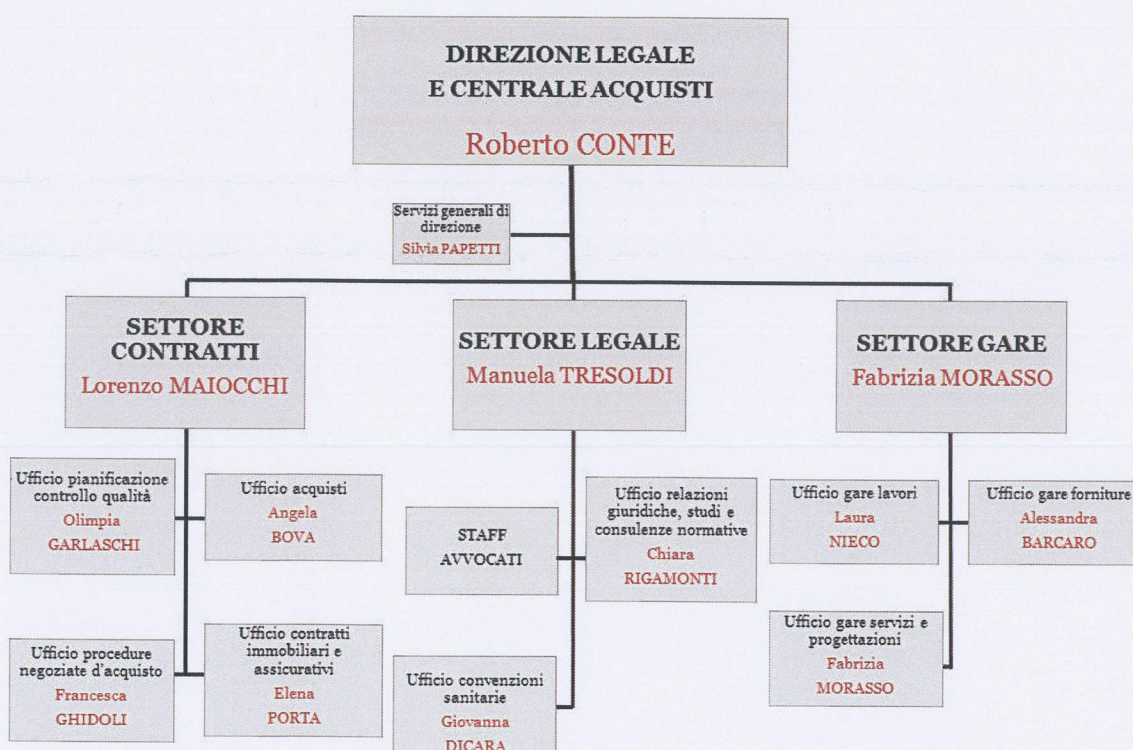 DIREZIONE LEGALE
E CENTRALE ACQUISTI
Roberto CONTE
Servizi generali di
direzione
Silvia PAPETTI
SETTORE
CONTRATTI
Lorenzo MAIOCCHI
SETTORE LEGALE
Manuela TRESOLDI
SETTORE GARE
Fabrizia MORASSO
Ufficio pianificazione
controllo qualità
Olimpia
GARLASCHI
Ufficio acquisti
Angela
BOVA
Ufficio procedure
negoziate d'acquisto
Francesca
GHIDOLI
Ufficio contratti
immobiliari e
assicurativi
Elena
PORTA
STAFF
AVVOCATI
Ufficio relazioni
giuridiche, studi e
consulenze normative
Chiara
RIGAMONTI
Ufficio convenzioni
sanitarie
Giovanna
DICARA
Ufficio gare lavori
Laura
NIECO
Ufficio gare forniture
Alessandra
BARCARO
Ufficio gare servizi e
progettazioni
Fabrizia
MORASSO